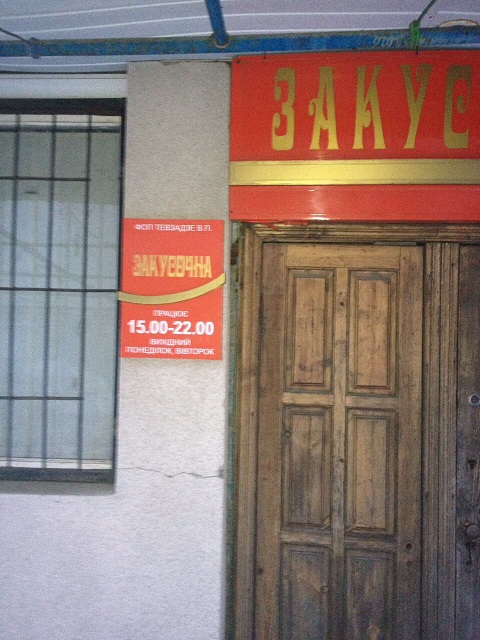 ЗАКУС
ФОП ТЕВЗАДЗЕ В.П.
ЗАКУСОЧНА
ПРАЦЮЄ
15.00-22.00
ВИХІДНИЙ
ПОНЕДІЛОК, ВІВТОРОК